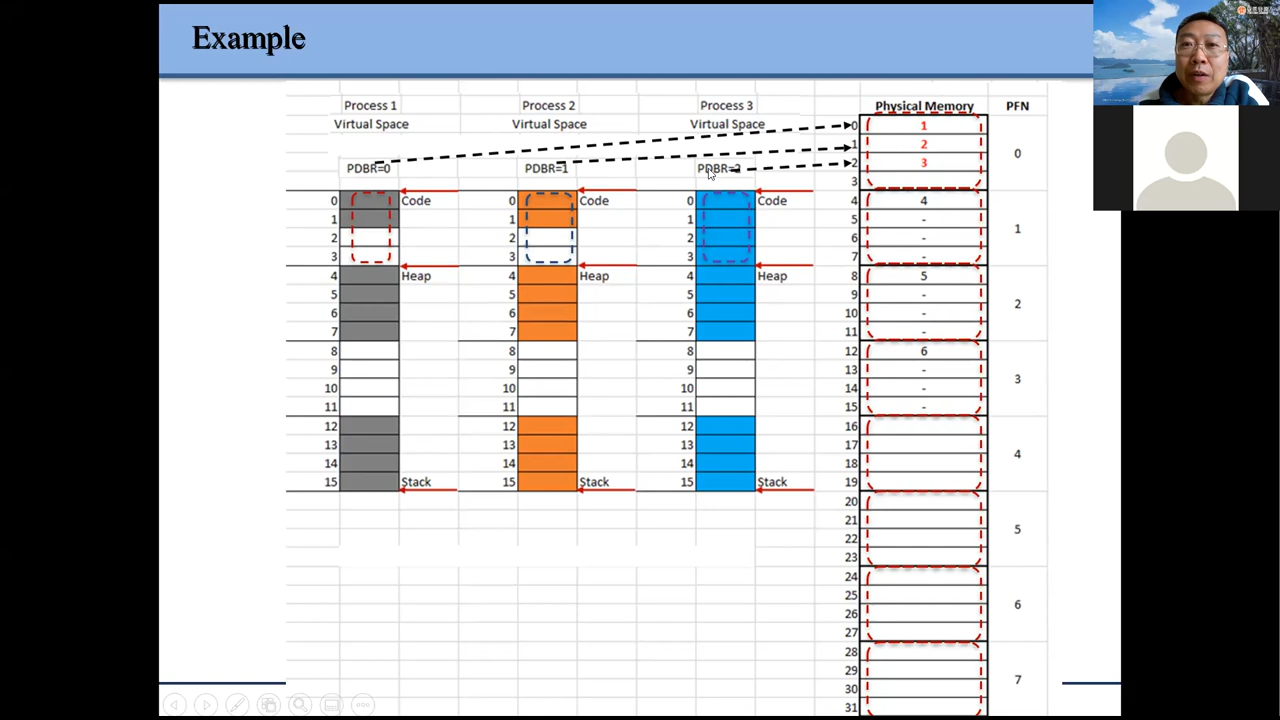 Example
Process 1 Process 2 Process 3 Physical Memory PFN
Virtual Space Virtual Space Virtual Space
PDBR=0 PDBR=1 PDBR=2
0 Code 0 Code 0 Code
1 1 1
2 2 2
3 3 3
4 Heap 4 Heap 4 Heap
5 5 5
6 6 6
7 7 7
8 8 8
9 9 9
10 10 10
11 11 11
12 12 12
13 13 13
14 14 14
15 Stack 15 Stack 15 Stack
0 1
1 2
2 3
3
0
4 4
5 -
6 -
7 -
1
8 5
9 -
10 -
11 -
2
12 6
13 -
14 -
15 -
3
16
17
18
19
4
20
21
22
23
5
24
25
26
27
6
28
29
30
31
7